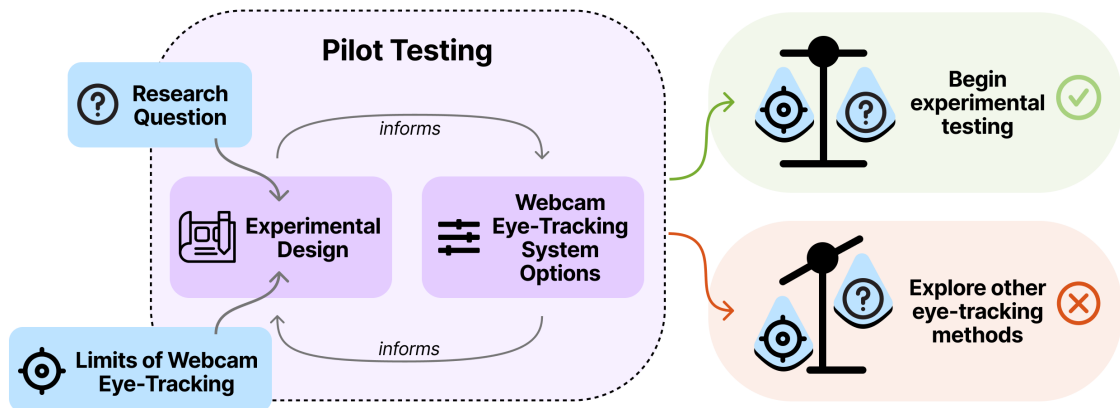 Pilot Testing
Research
Question
informs
Experimental
Design
Webcam
Eye-Tracking
System
Options
informs
Limits of Webcam
Eye-Tracking
Begin
experimental
testing
Explore other
eye-tracking
methods